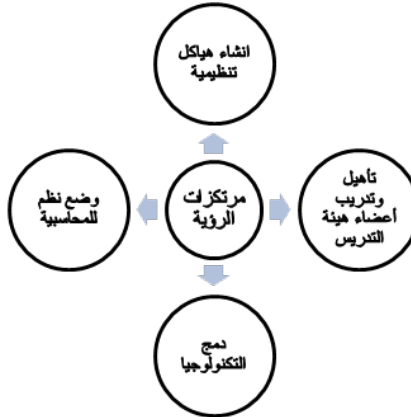 انشاء هياكل
تنظيمية
تأهيل
وتدريب
أعضاء هيئة
التدريس
مرتكزات
الرؤية
وضع نظم
للمحاسبية
دمج
التكنولوجيا